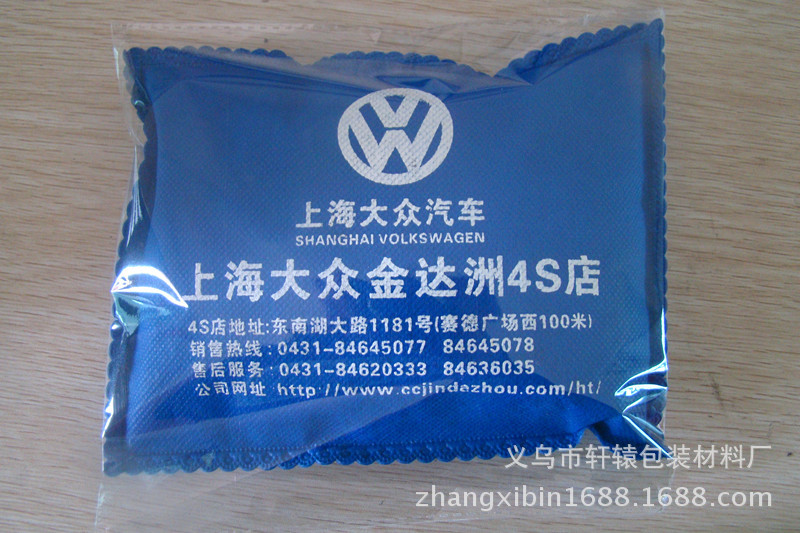 上海大众汽车
SHANGHAI VOLKSWAGEN
上海大众金达洲4S店
4S店地址:东南湖大路1181号(赛德广场西100米)
销售热线:0431-84645077 84645078
售后服务:0431-84620333 84636035
公司网址 http://www.ccjindazhou.com/ht/
义乌市轩辕包装材料厂
zhangxibin1688.1688.com